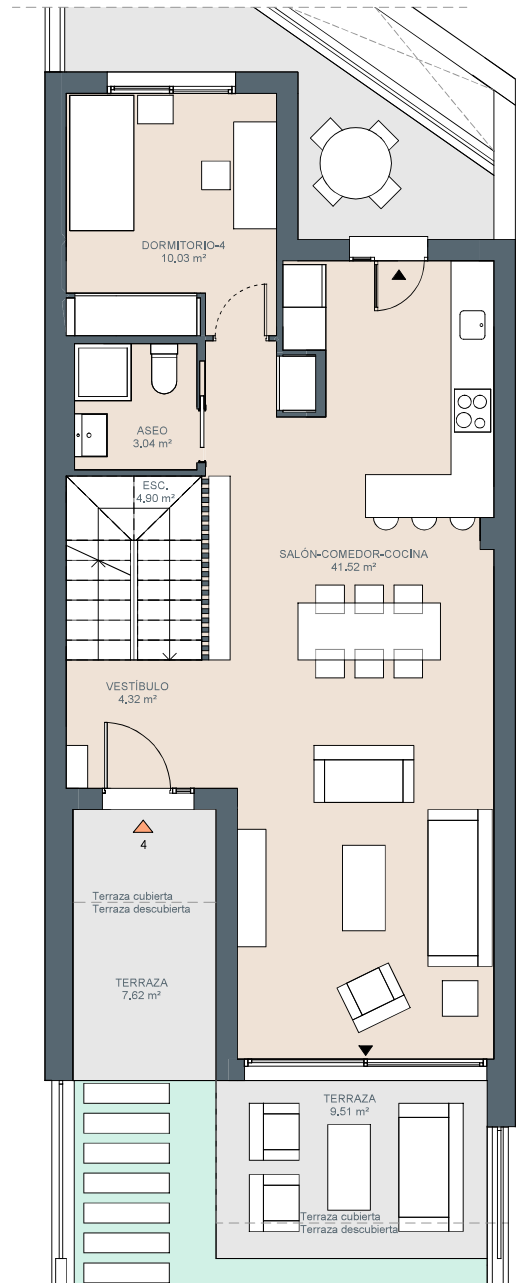 DORMITORIO-4
10.03 m²
ASEO
3.04 m²
ESC.
4.90 m²
SALÓN-COMEDOR-COCINA
41.52 m²
VESTÍBULO
4.32 m²
4
Terraza cubierta
Terraza descubierta
TERRAZA
7.62 m²
TERRAZA
9.51 m²
Terraza cubierta
Terraza descubierta